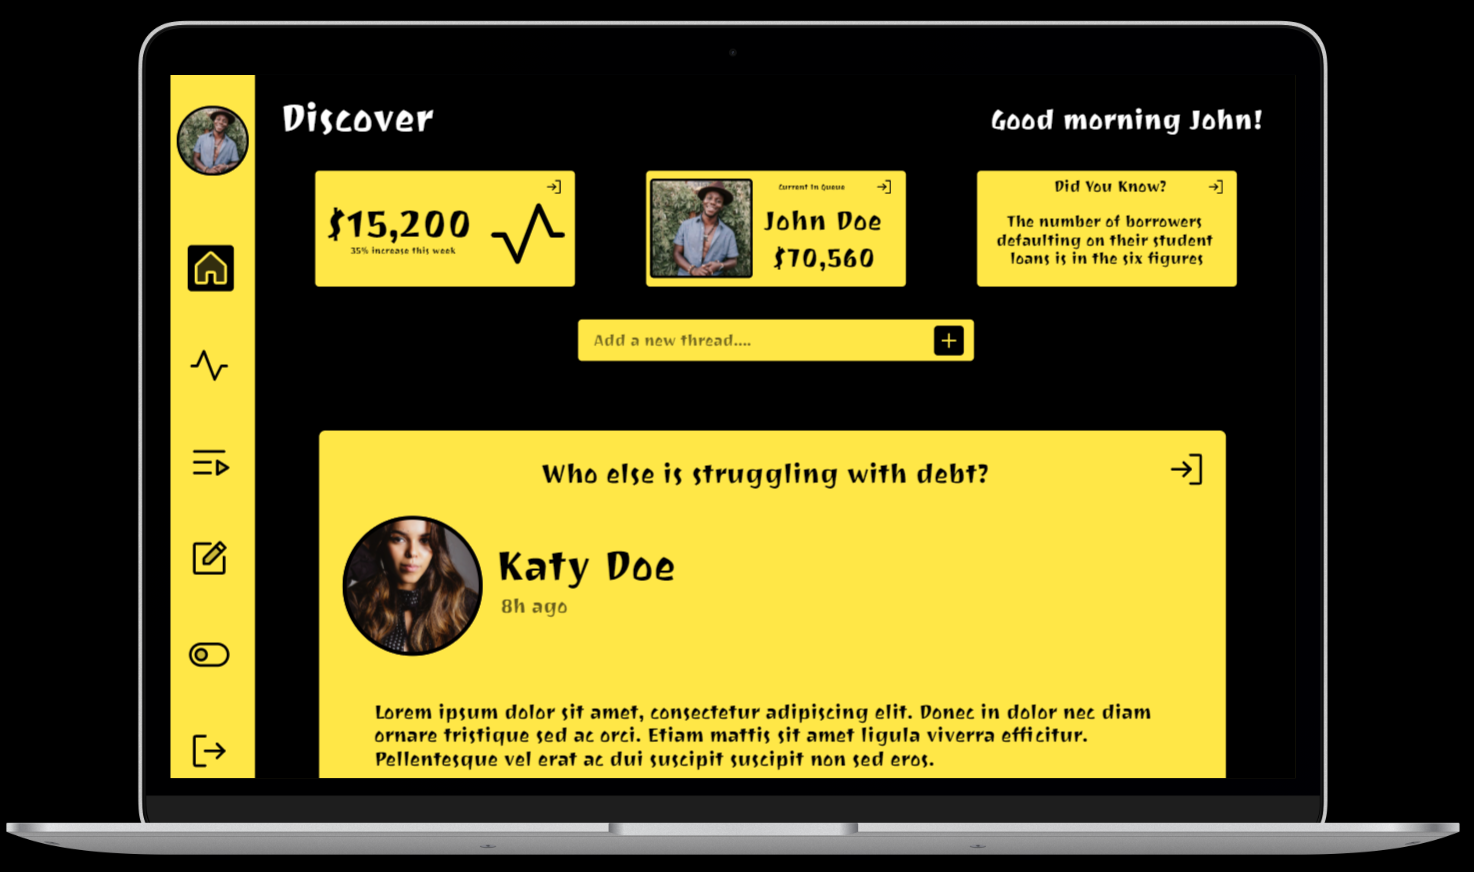 Discover
Good morning John!
$15,200
35% increase this week
Current In Queue
John Doe
$70,560
Did You Know?
The number of borrowers
defaulting on their student
loans is in the six figures
Add a new thread....
Who else is struggling with debt?
Katy Doe
8h ago
Lorem ipsum dolor sit amet, consectetur adipiscing elit. Donec in dolor nec diam
ornare tristique sed ac orci. Etiam mattis sit amet ligula viverra efficitur.
Pellentesque vel erat ac dui suscipit suscipit non sed eros.